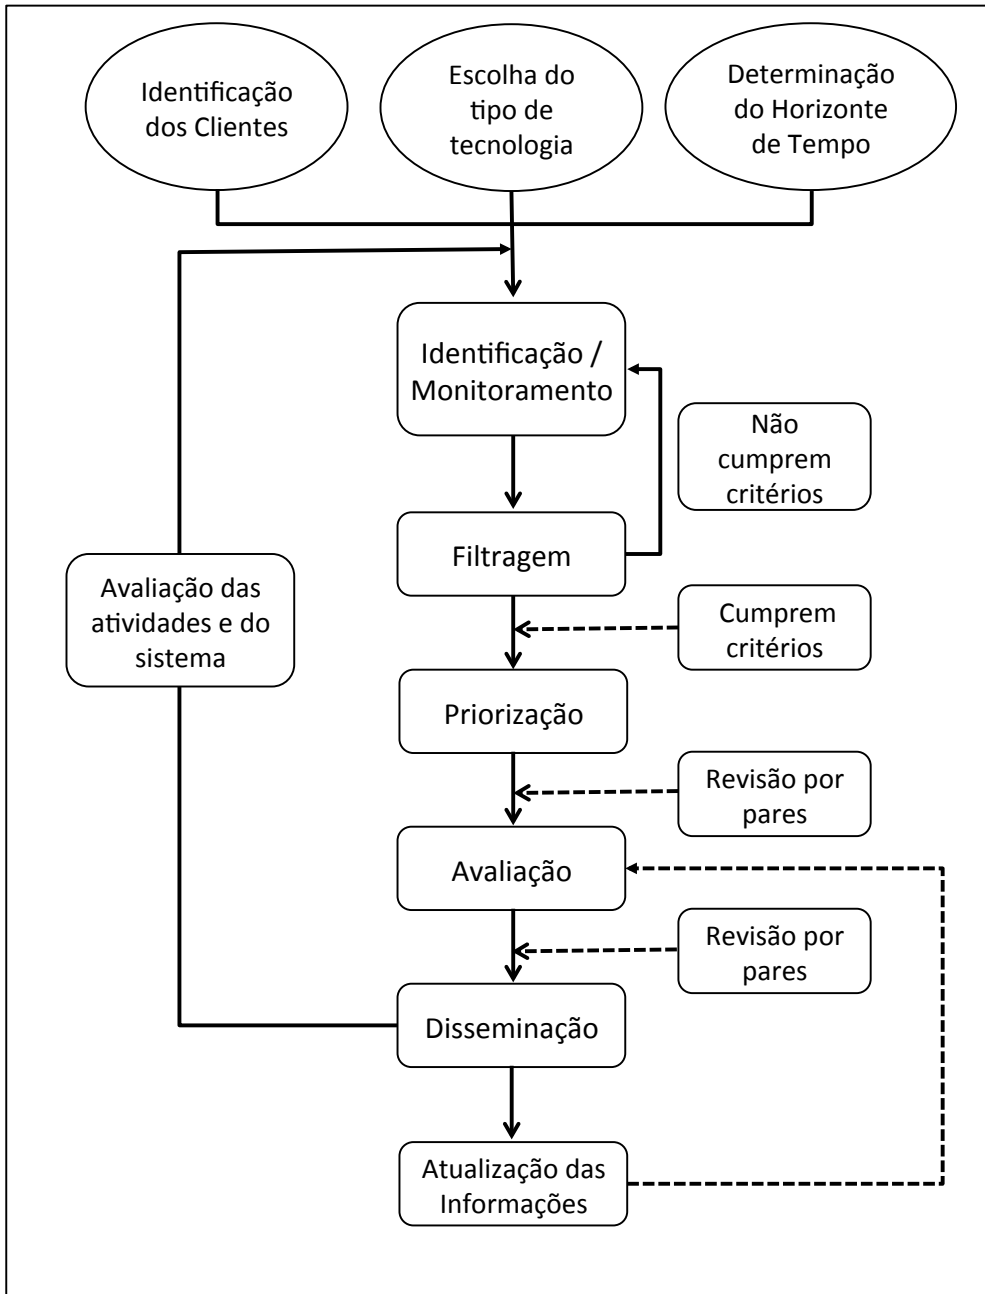 Identificação
dos Clientes
Escolha do
tipo de
tecnologia
Determinação
do Horizonte
de Tempo
Identificação /
Monitoramento
Não
cumprem
critérios
Filtragem
Avaliação das
atividades e do
sistema
Cumprem
critérios
Priorização
Revisão por
pares
Avaliação
Revisão por
pares
Disseminação
Atualização das
Informações